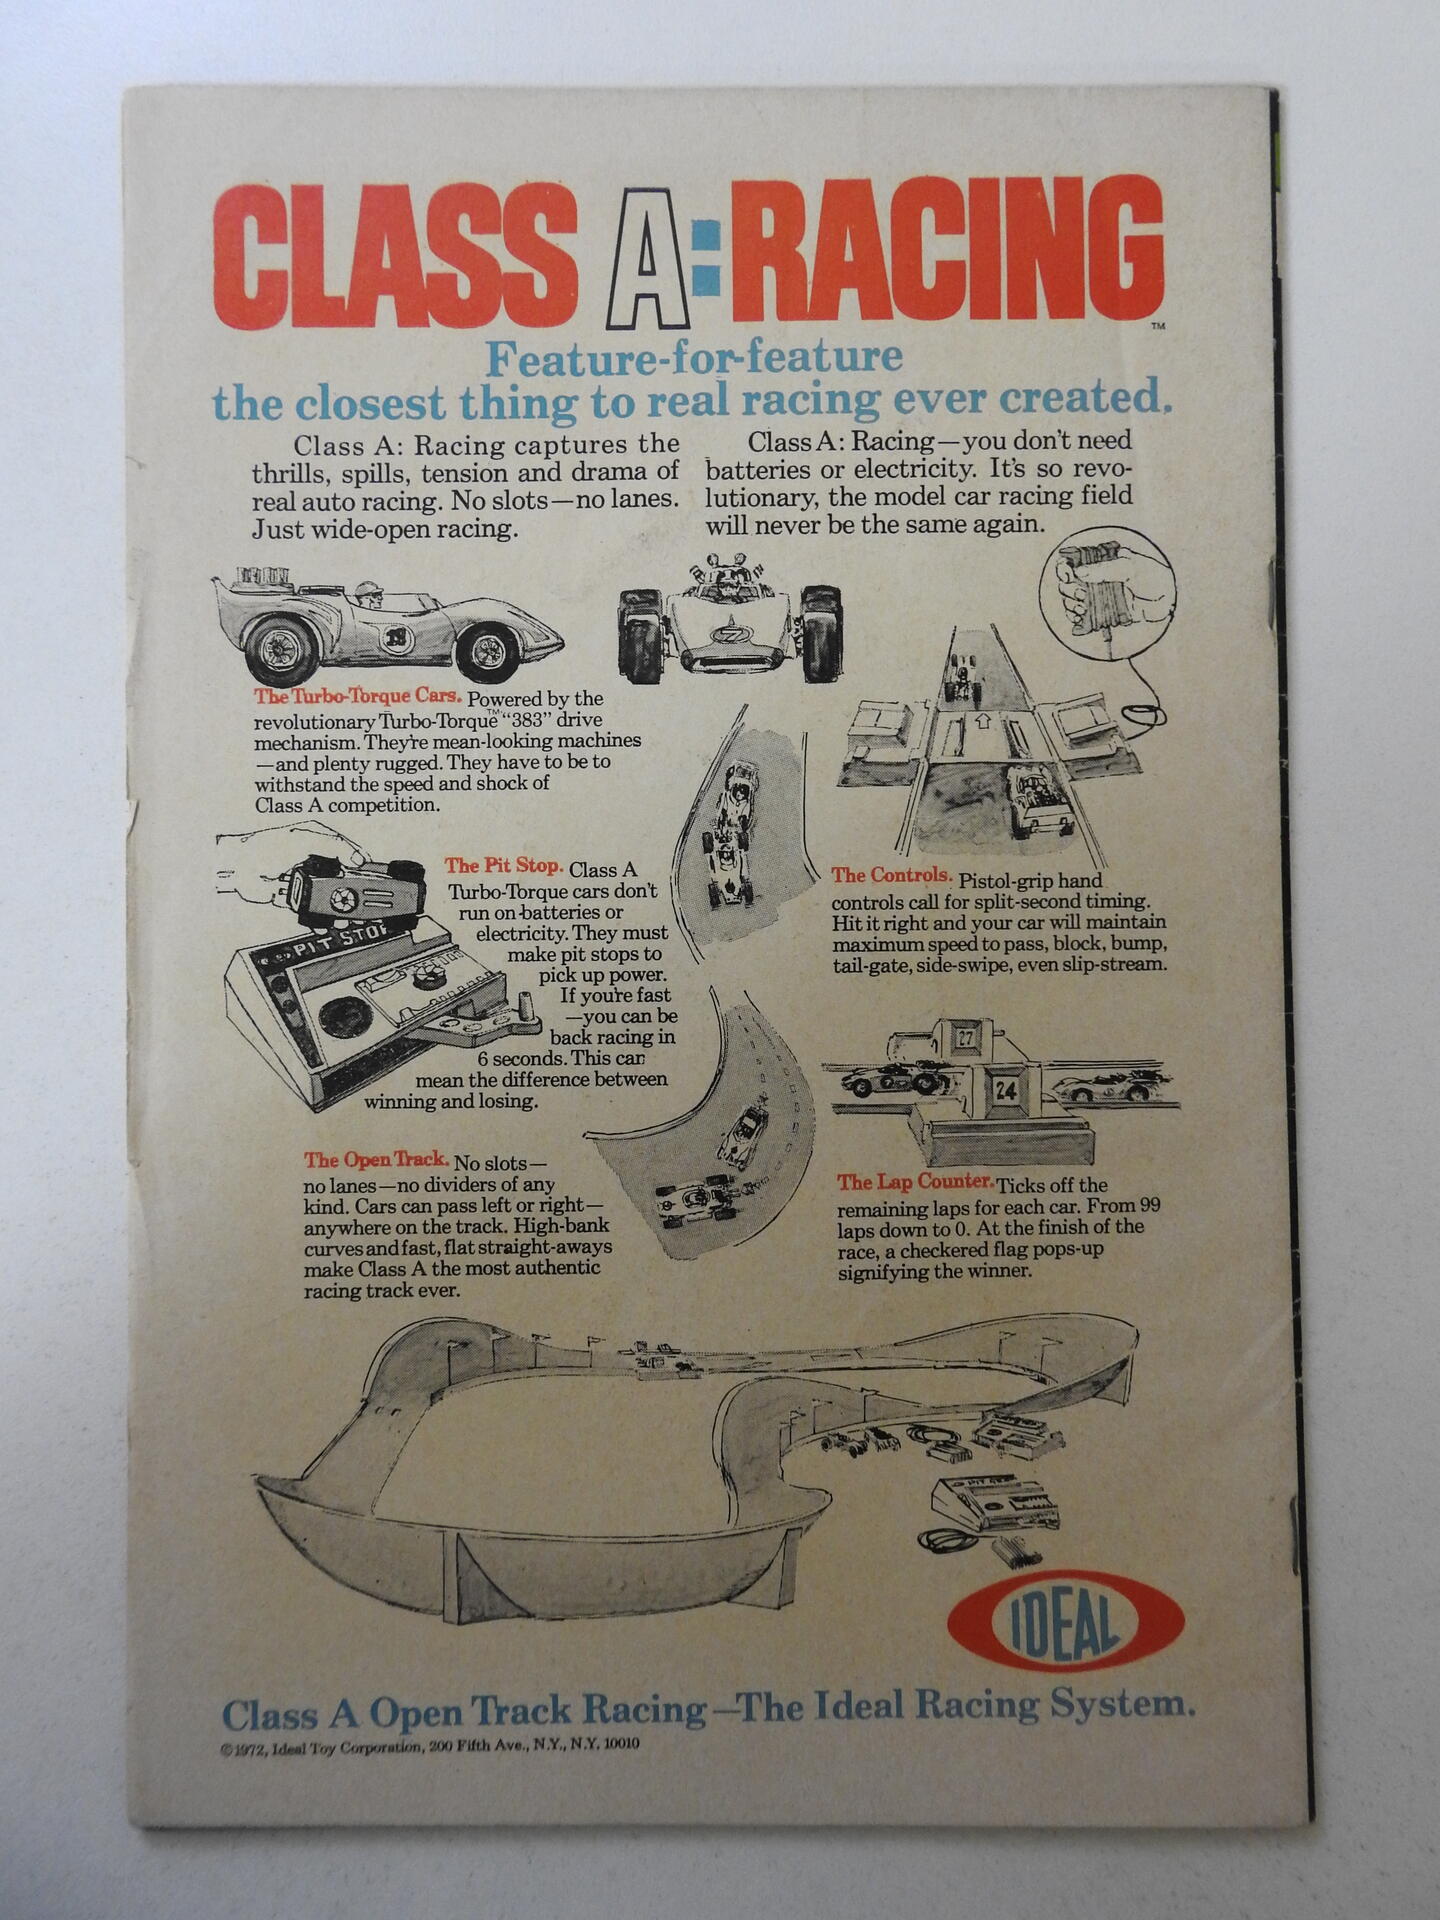 CLASS A: RACING
TM
Feature-for-feature
the closest thing to real racing ever created.
Class A: Racing captures the
thrills, spills, tension and drama of
real auto racing. No slots—no lanes.
Just wide-open racing.
Class A: Racing—you don't need
batteries or electricity. It's so revo-
lutionary, the model car racing field
will never be the same again.
7
The Turbo-Torque Cars. Powered by the
revolutionary Turbo-Torque™ "383" drive
mechanism. They're mean-looking machines
—and plenty rugged. They have to be to
withstand the speed and shock of
Class A competition.
PIT STOP
The Pit Stop. Class A
Turbo-Torque cars don't
run on batteries or
electricity. They must
make pit stops to
pick up power.
If you're fast
—you can be
back racing in
6 seconds. This can
mean the difference between
winning and losing.
The Controls. Pistol-grip hand
controls call for split-second timing.
Hit it right and your car will maintain
maximum speed to pass, block, bump,
tail-gate, side-swipe, even slip-stream.
27
24
The Open Track. No slots—
no lanes—no dividers of any
kind. Cars can pass left or right—
anywhere on the track. High-bank
curves and fast, flat straight-aways
make Class A the most authentic
racing track ever.
The Lap Counter. Ticks off the
remaining laps for each car. From 99
laps down to 0. At the finish of the
race, a checkered flag pops-up
signifying the winner.
PIT STOP
IDEAL
Class A Open Track Racing—The Ideal Racing System.
©1972, Ideal Toy Corporation, 200 Fifth Ave., N.Y., N.Y. 10010